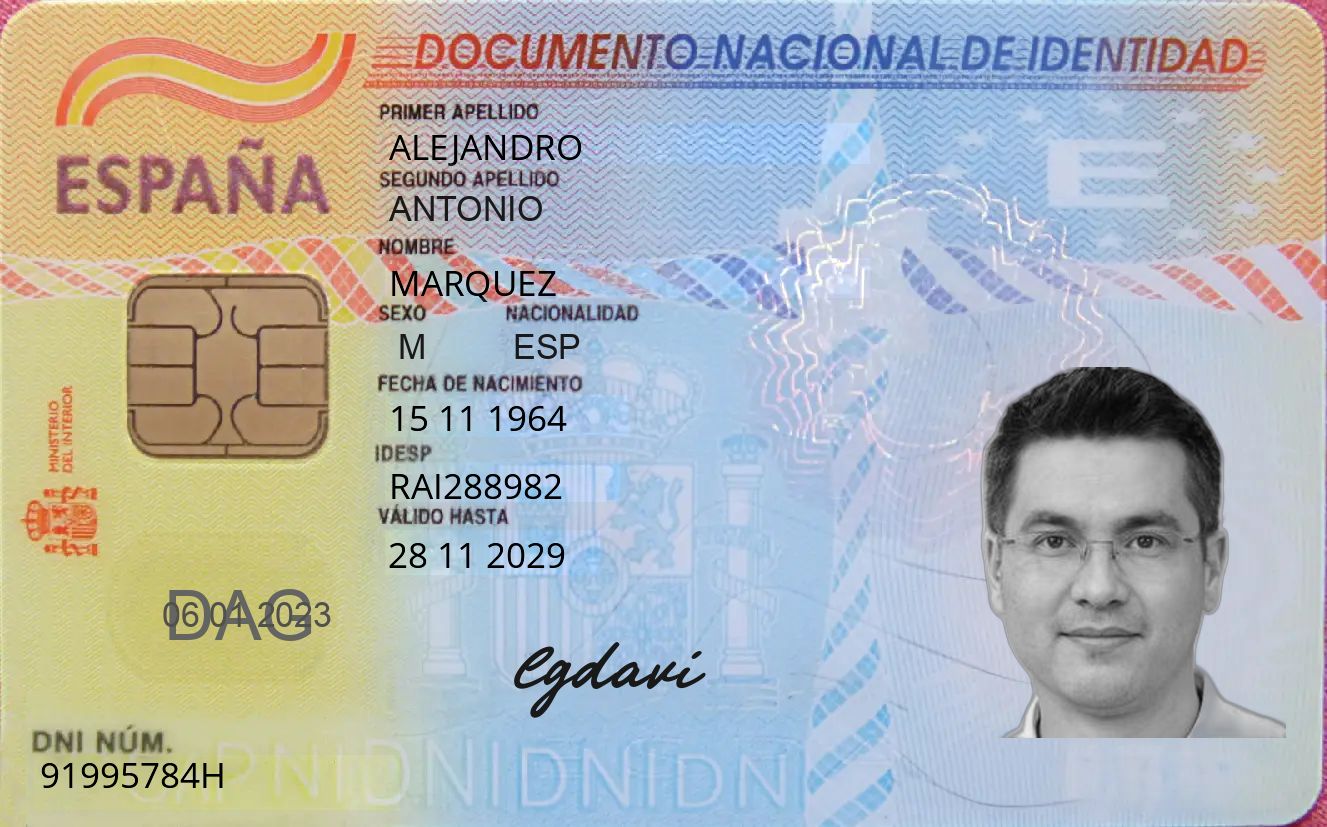 DOCUMENTO NACIONAL DE IDENTIDAD
ESPAÑA
PRIMER APELLIDO
ALEJANDRO
SEGUNDO APELLIDO
ANTONIO
NOMBRE
MARQUEZ
SEXO NACIONALIDAD
M ESP
FECHA DE NACIMIENTO
15 11 1964
IDESP
RAI288982
VÁLIDO HASTA
28 11 2029
MINISTERIO
DEL INTERIOR
E
06 01 2023
DAG
Egdavi
DNI NÚM.
91995784H
DNIDNIDNIDN